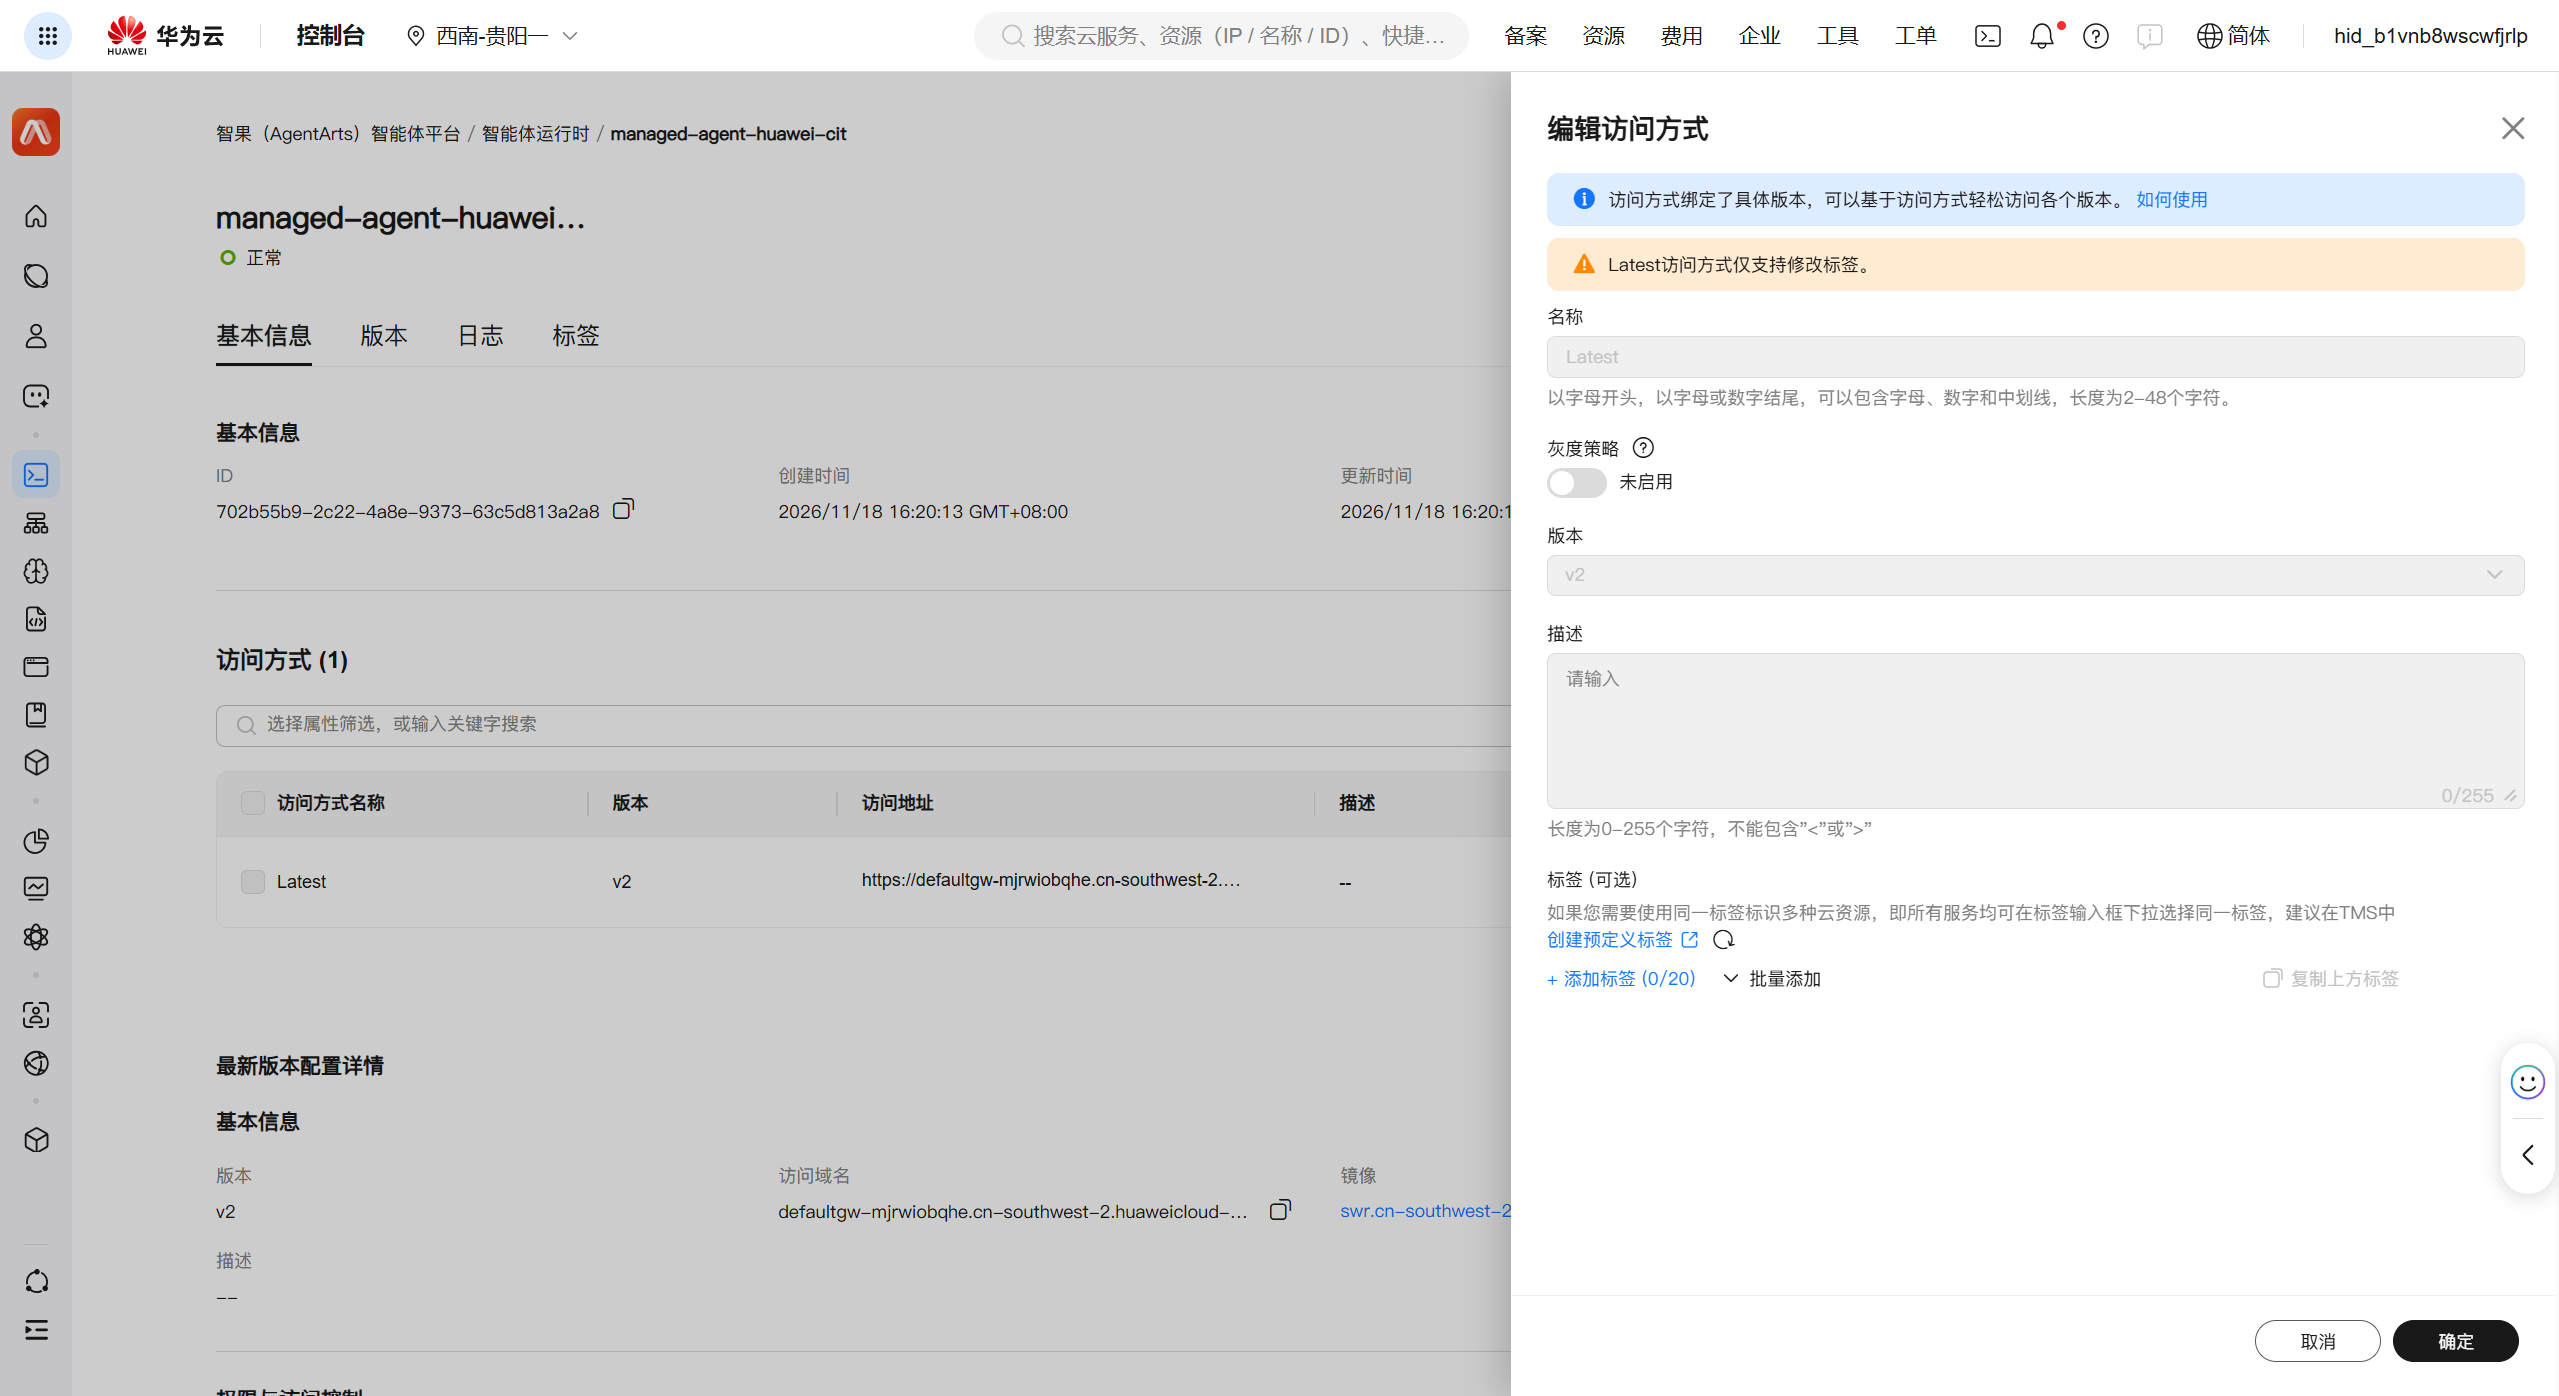 HUAWEI 华为云 控制台 西南-贵阳一 搜索云服务、资源（IP / 名称 / ID）、快捷... 备案 资源 费用 企业 工具 工单 简体 hid_b1vnb8wscwfjrlp
智果（AgentArts）智能体平台 / 智能体运行时 / managed-agent-huawei-cit
managed-agent-huawei...
正常
基本信息 版本 日志 标签
基本信息
ID 创建时间 更新时间
702b55b9-2c22-4a8e-9373-63c5d813a2a8 2026/11/18 16:20:13 GMT+08:00 2026/11/18 16:20:1
访问方式 (1)
选择属性筛选，或输入关键字搜索
访问方式名称 版本 访问地址 描述
Latest v2 https://defaultgw-mjrwiobqhe.cn-southwest-2.... --
最新版本配置详情
基本信息
版本 访问域名 镜像
v2 defaultgw-mjrwiobqhe.cn-southwest-2.huaweicloud-... swr.cn-southwest-2
描述
--
权限与访问控制
编辑访问方式
访问方式绑定了具体版本，可以基于访问方式轻松访问各个版本。 如何使用
Latest访问方式仅支持修改标签。
名称
Latest
以字母开头，以字母或数字结尾，可以包含字母、数字和中划线，长度为2-48个字符。
灰度策略
未启用
版本
v2
描述
请输入
0/255
长度为0-255个字符，不能包含”<”或”>”
标签 (可选)
如果您需要使用同一标签标识多种云资源，即所有服务均可在标签输入框下拉选择同一标签，建议在TMS中
创建预定义标签
+ 添加标签 (0/20) 批量添加 复制上方标签
取消 确定